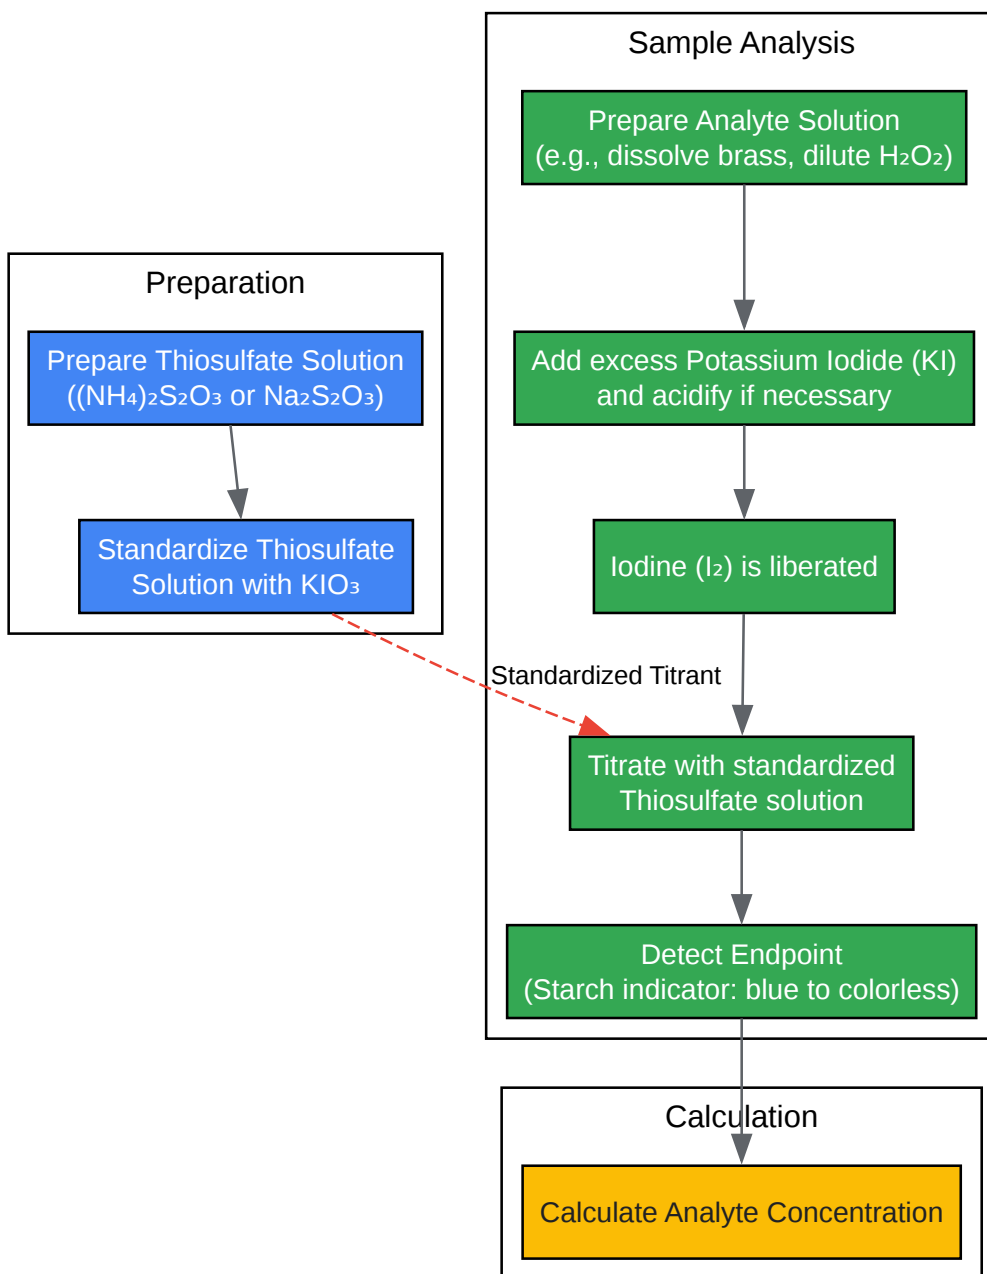 Sample Analysis
Prepare Analyte Solution
(e.g., dissolve brass, dilute H₂O₂)
Preparation
Prepare Thiosulfate Solution
((NH₄)₂S₂O₃ or Na₂S₂O₃)
Add excess Potassium Iodide (KI)
and acidify if necessary
Standardize Thiosulfate
Solution with KIO₃
Iodine (I₂) is liberated
Standardized Titrant
Titrate with standardized
Thiosulfate solution
Detect Endpoint
(Starch indicator: blue to colorless)
Calculation
Calculate Analyte Concentration